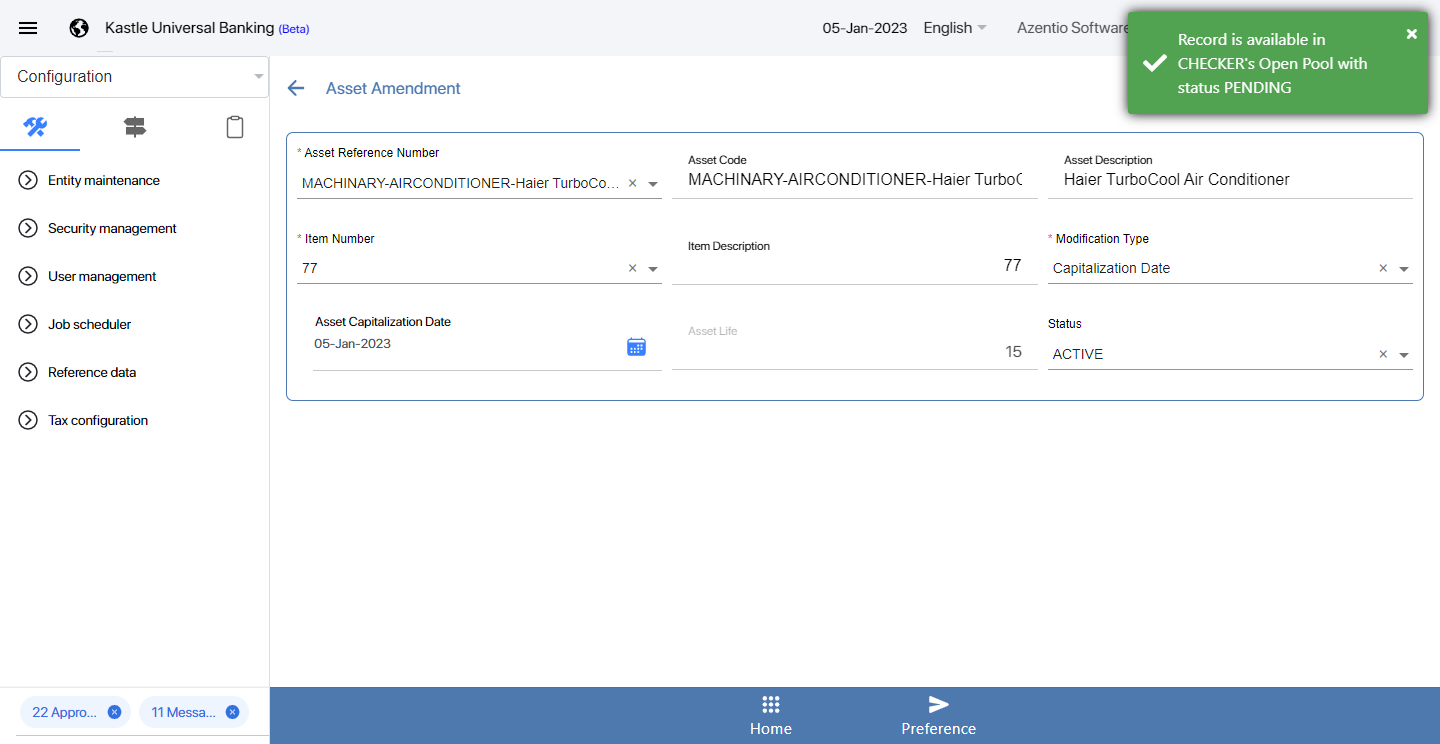 Kastle Universal Banking (Beta)
05-Jan-2023
English
Azentio Software
Record is available in
CHECKER's Open Pool with
status PENDING
Configuration
Entity maintenance
Security management
User management
Job scheduler
Reference data
Tax configuration
Asset Amendment
* Asset Reference Number
MACHINARY-AIRCONDITIONER-Haier TurboCo...
Asset Code
MACHINARY-AIRCONDITIONER-Haier TurboC
Asset Description
Haier TurboCool Air Conditioner
* Item Number
77
Item Description
77
* Modification Type
Capitalization Date
Asset Capitalization Date
05-Jan-2023
Asset Life
15
Status
ACTIVE
22 Appro...
11 Messa...
Home
Preference